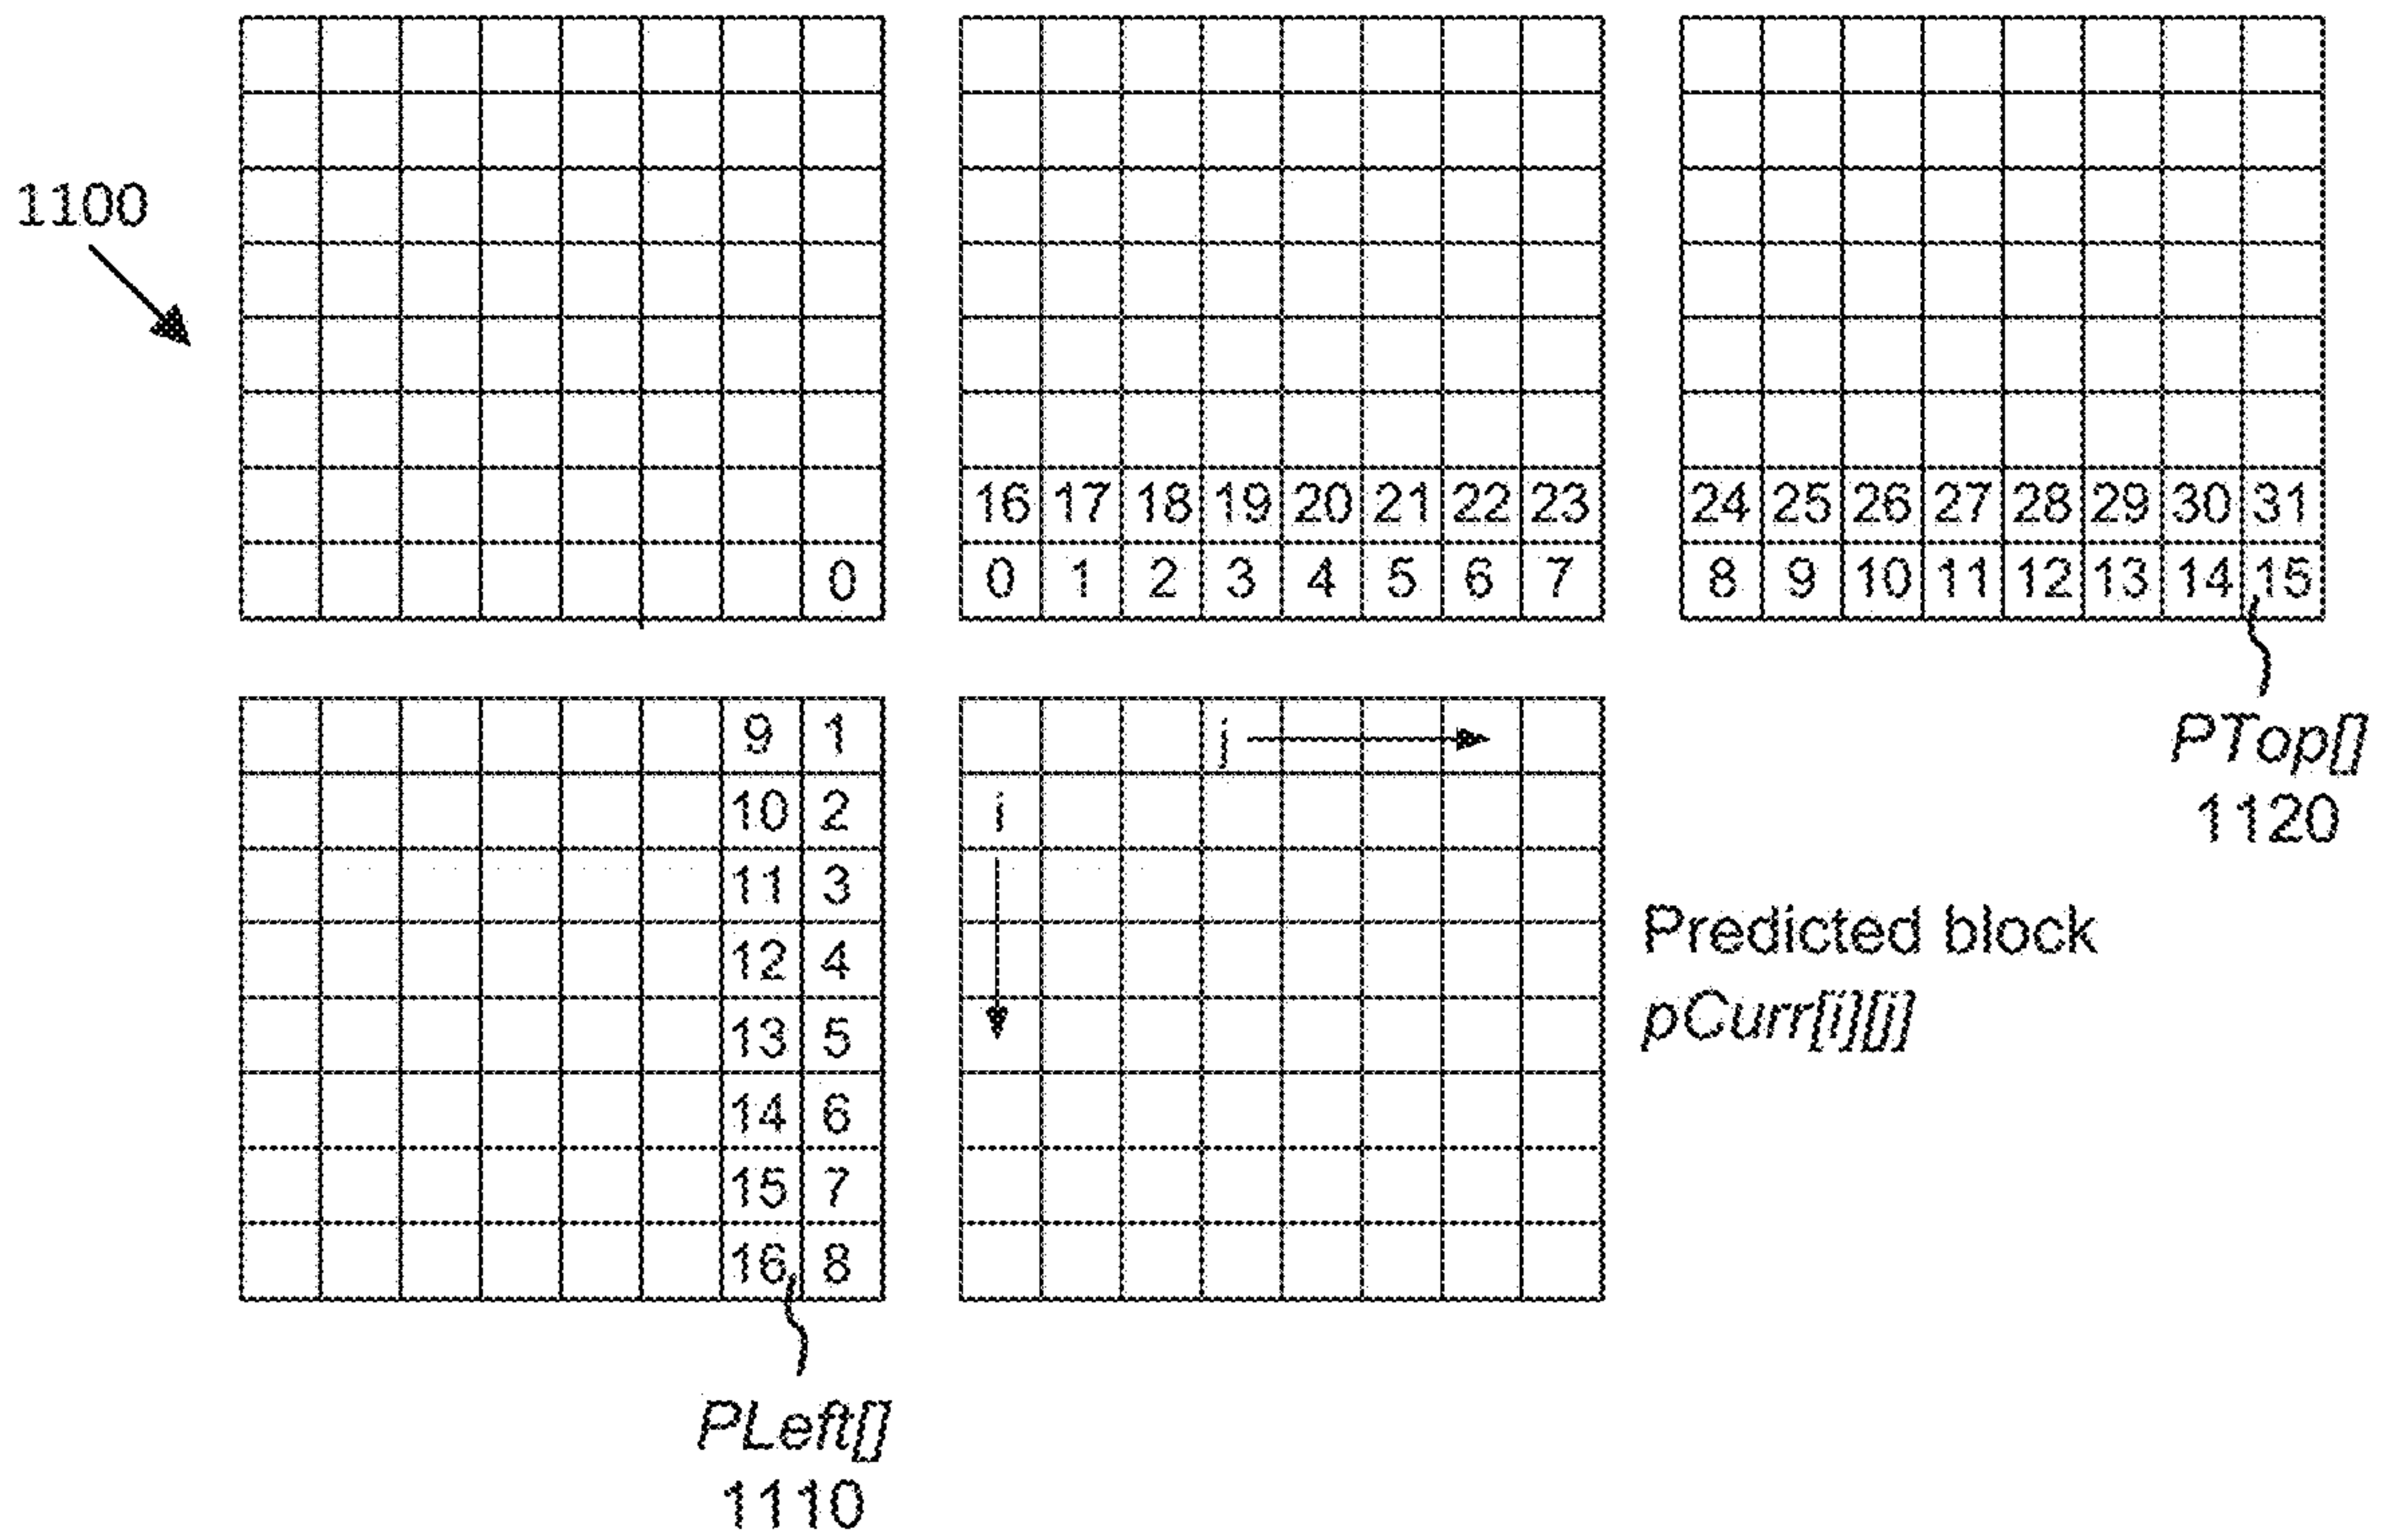 1100
16 17 18 19 20 21 22 23
24 25 26 27 28 29 30 31
0
0 1 2 3 4 5 6 7
8 9 10 11 12 13 14 15
PTop[]
1120
9 1
10 2
11 3
12 4
13 5
14 6
15 7
16 8
j
i
Predicted block
pCurr[i][j]
PLeft[]
1110